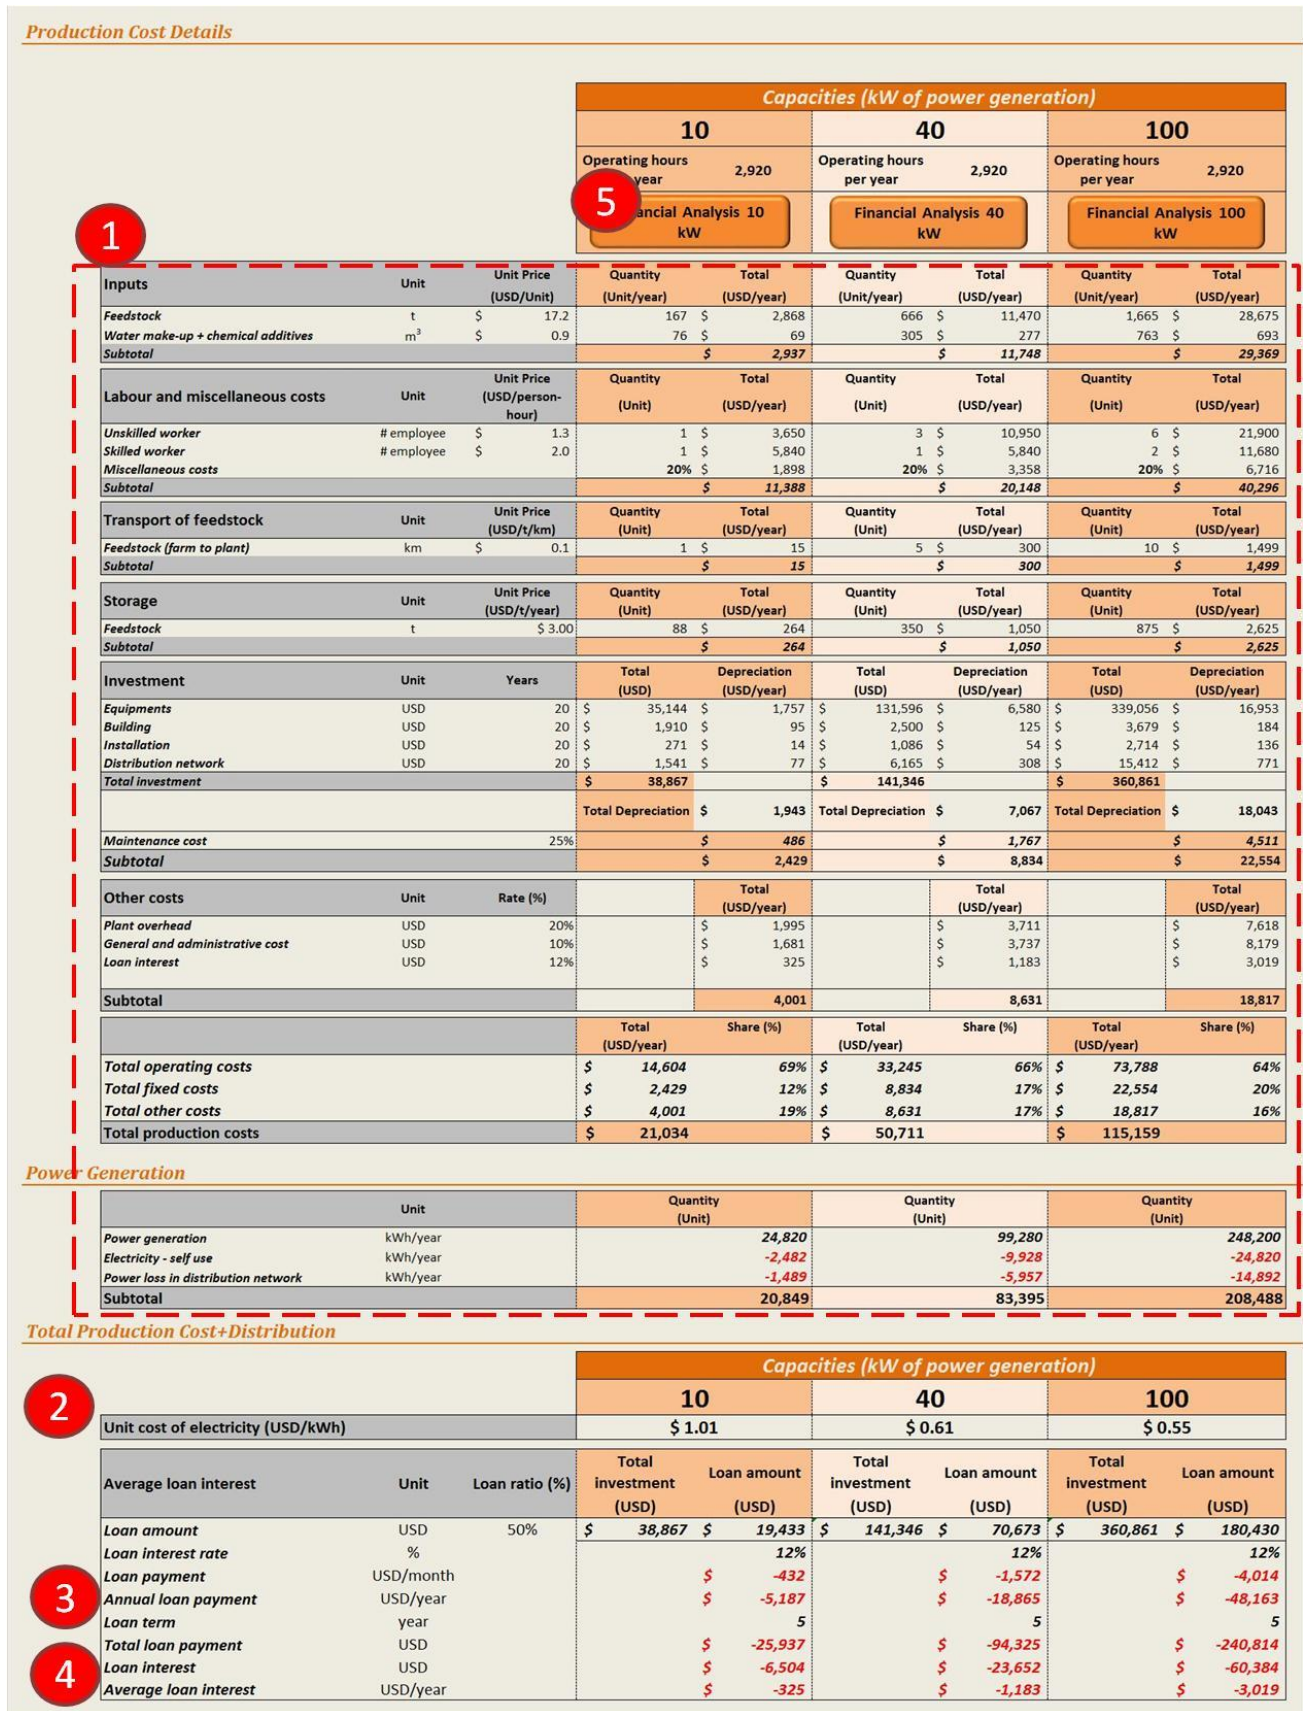 Production Cost Details
Capacities (kW of power generation)
10 40 100
Operating hours year 2,920 Operating hours per year 2,920 Operating hours per year 2,920
5
ancial Analysis 10 kW Financial Analysis 40 kW Financial Analysis 100 kW
1
Inputs Unit Unit Price (USD/Unit) Quantity (Unit/year) Total (USD/year) Quantity (Unit/year) Total (USD/year) Quantity (Unit/year) Total (USD/year)
Feedstock t $ 17.2 167 $ 2,868 666 $ 11,470 1,665 $ 28,675
Water make-up + chemical additives m³ $ 0.9 76 $ 69 305 $ 277 763 $ 693
Subtotal $ 2,937 $ 11,748 $ 29,369
Labour and miscellaneous costs Unit Unit Price (USD/person-hour) Quantity (Unit) Total (USD/year) Quantity (Unit) Total (USD/year) Quantity (Unit) Total (USD/year)
Unskilled worker # employee $ 1.3 1 $ 3,650 3 $ 10,950 6 $ 21,900
Skilled worker # employee $ 2.0 1 $ 5,840 1 $ 5,840 2 $ 11,680
Miscellaneous costs 20% $ 1,898 20% $ 3,358 20% $ 6,716
Subtotal $ 11,388 $ 20,148 $ 40,296
Transport of feedstock Unit Unit Price (USD/t/km) Quantity (Unit) Total (USD/year) Quantity (Unit) Total (USD/year) Quantity (Unit) Total (USD/year)
Feedstock (farm to plant) km $ 0.1 1 $ 15 5 $ 300 10 $ 1,499
Subtotal $ 15 $ 300 $ 1,499
Storage Unit Unit Price (USD/t/year) Quantity (Unit) Total (USD/year) Quantity (Unit) Total (USD/year) Quantity (Unit) Total (USD/year)
Feedstock t $ 3.00 88 $ 264 350 $ 1,050 875 $ 2,625
Subtotal $ 264 $ 1,050 $ 2,625
Investment Unit Years Total (USD) Depreciation (USD/year) Total (USD) Depreciation (USD/year) Total (USD) Depreciation (USD/year)
Equipments USD 20 $ 35,144 $ 1,757 $ 131,596 $ 6,580 $ 339,056 $ 16,953
Building USD 20 $ 1,910 $ 95 $ 2,500 $ 125 $ 3,679 $ 184
Installation USD 20 $ 271 $ 14 $ 1,086 $ 54 $ 2,714 $ 136
Distribution network USD 20 $ 1,541 $ 77 $ 6,165 $ 308 $ 15,412 $ 771
Total investment $ 38,867 $ 141,346 $ 360,861
Total Depreciation $ 1,943 Total Depreciation $ 7,067 Total Depreciation $ 18,043
Maintenance cost 25% $ 486 $ 1,767 $ 4,511
Subtotal $ 2,429 $ 8,834 $ 22,554
Other costs Unit Rate (%) Total (USD/year) Total (USD/year) Total (USD/year)
Plant overhead USD 20% $ 1,995 $ 3,711 $ 7,618
General and administrative cost USD 10% $ 1,681 $ 3,737 $ 8,179
Loan interest USD 12% $ 325 $ 1,183 $ 3,019
Subtotal 4,001 8,631 18,817
Total (USD/year) Share (%) Total (USD/year) Share (%) Total (USD/year) Share (%)
Total operating costs $ 14,604 69% $ 33,245 66% $ 73,788 64%
Total fixed costs $ 2,429 12% $ 8,834 17% $ 22,554 20%
Total other costs $ 4,001 19% $ 8,631 17% $ 18,817 16%
Total production costs $ 21,034 $ 50,711 $ 115,159
Power Generation
Unit Quantity (Unit) Quantity (Unit) Quantity (Unit)
Power generation kWh/year 24,820 99,280 248,200
Electricity - self use kWh/year -2,482 -9,928 -24,820
Power loss in distribution network kWh/year -1,489 -5,957 -14,892
Subtotal 20,849 83,395 208,488
Total Production Cost+Distribution
Capacities (kW of power generation)
2
10 40 100
Unit cost of electricity (USD/kWh) $ 1.01 $ 0.61 $ 0.55
Average loan interest Unit Loan ratio (%) Total investment (USD) Loan amount (USD) Total investment (USD) Loan amount (USD) Total investment (USD) Loan amount (USD)
Loan amount USD 50% $ 38,867 $ 19,433 $ 141,346 $ 70,673 $ 360,861 $ 180,430
Loan interest rate % 12% 12% 12%
Loan payment USD/month $ -432 $ -1,572 $ -4,014
3
Annual loan payment USD/year $ -5,187 $ -18,865 $ -48,163
Loan term year 5 5 5
Total loan payment USD $ -25,937 $ -94,325 $ -240,814
4
Loan interest USD $ -6,504 $ -23,652 $ -60,384
Average loan interest USD/year $ -325 $ -1,183 $ -3,019